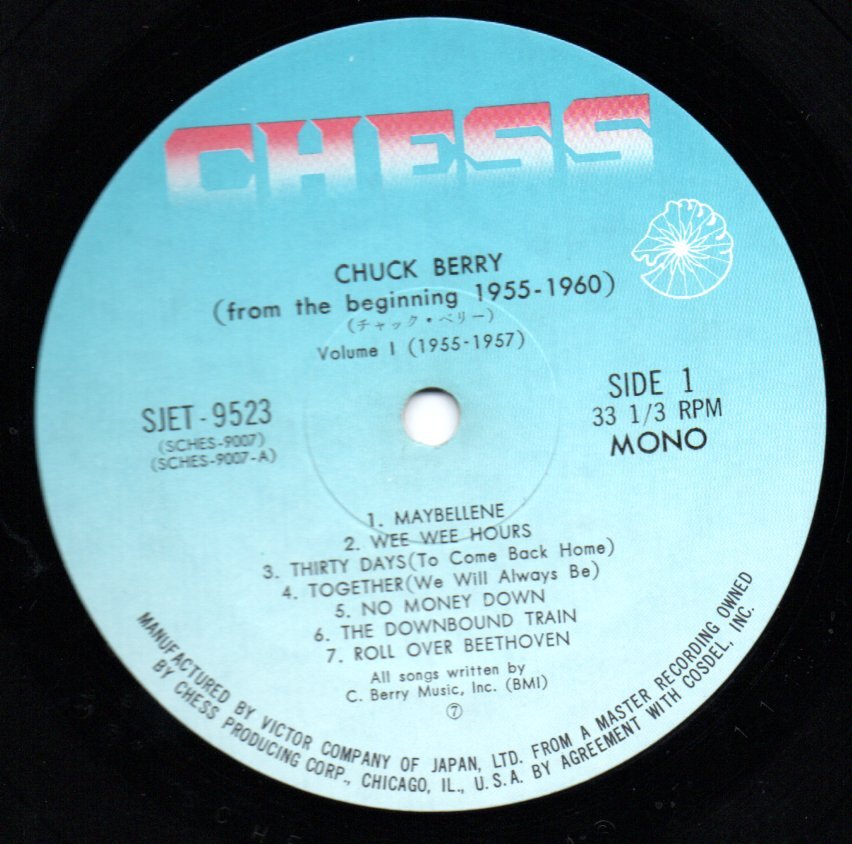 CHESS
CHUCK BERRY
(from the beginning 1955-1960)
(チャック・ベリー)
Volume I (1955-1957)
SJET-9523
(SCHES-9007)
(SCHES-9007-A)
SIDE 1
33 1/3 RPM
MONO
1. MAYBELLENE
2. WEE WEE HOURS
3. THIRTY DAYS(To Come Back Home)
4. TOGETHER(We Will Always Be)
5. NO MONEY DOWN
6. THE DOWNBOUND TRAIN
7. ROLL OVER BEETHOVEN
All songs written by
C. Berry Music, Inc. (BMI)
⑦
MANUFACTURED BY VICTOR COMPANY OF JAPAN, LTD. FROM A MASTER RECORDING OWNED
BY CHESS PRODUCING CORP., CHICAGO, IL., U.S.A. BY AGREEMENT WITH COSDEL, INC.